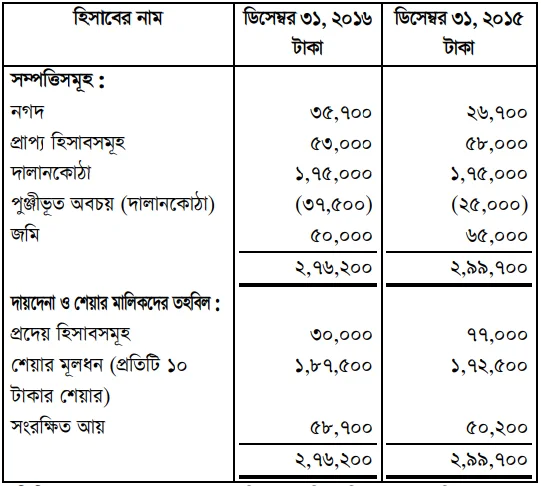 হিসাবের নাম ডিসেম্বর ৩১, ২০১৬ টাকা ডিসেম্বর ৩১, ২০১৫ টাকা
সম্পত্তিসমূহ :
নগদ ৩৫,৭০০ ২৬,৭০০
প্রাপ্য হিসাবসমূহ ৫৩,০০০ ৫৮,০০০
দালানকোঠা ১,৭৫,০০০ ১,৭৫,০০০
পুঞ্জীভূত অবচয় (দালানকোঠা) (৩৭,৫০০) (২৫,০০০)
জমি ৫০,০০০ ৬৫,০০০
২,৭৬,২০০ ২,৯৯,৭০০
দায়দেনা ও শেয়ার মালিকদের তহবিল :
প্রদেয় হিসাবসমূহ ৩০,০০০ ৭৭,০০০
শেয়ার মূলধন (প্রতিটি ১০ ১,৮৭,৫০০ ১,৭২,৫০০
টাকার শেয়ার)
সংরক্ষিত আয় ৫৮,৭০০ ৫০,২০০
২,৭৬,২০০ ২,৯৯,৭০০